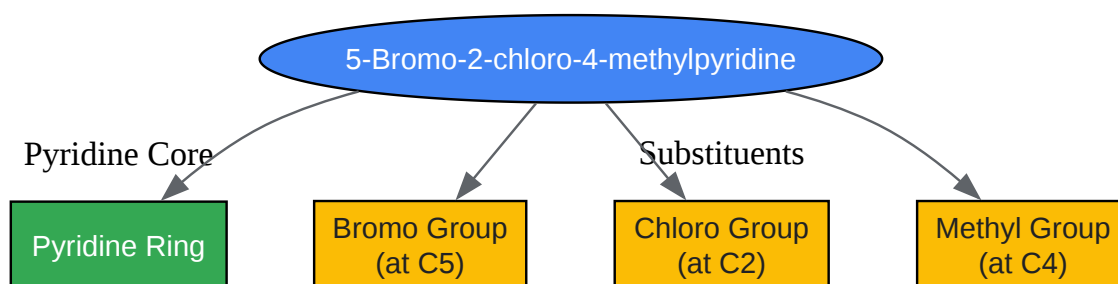 5-Bromo-2-chloro-4-methylpyridine
Pyridine Core
Substituents
Pyridine Ring
Bromo Group
(at C5)
Chloro Group
(at C2)
Methyl Group
(at C4)